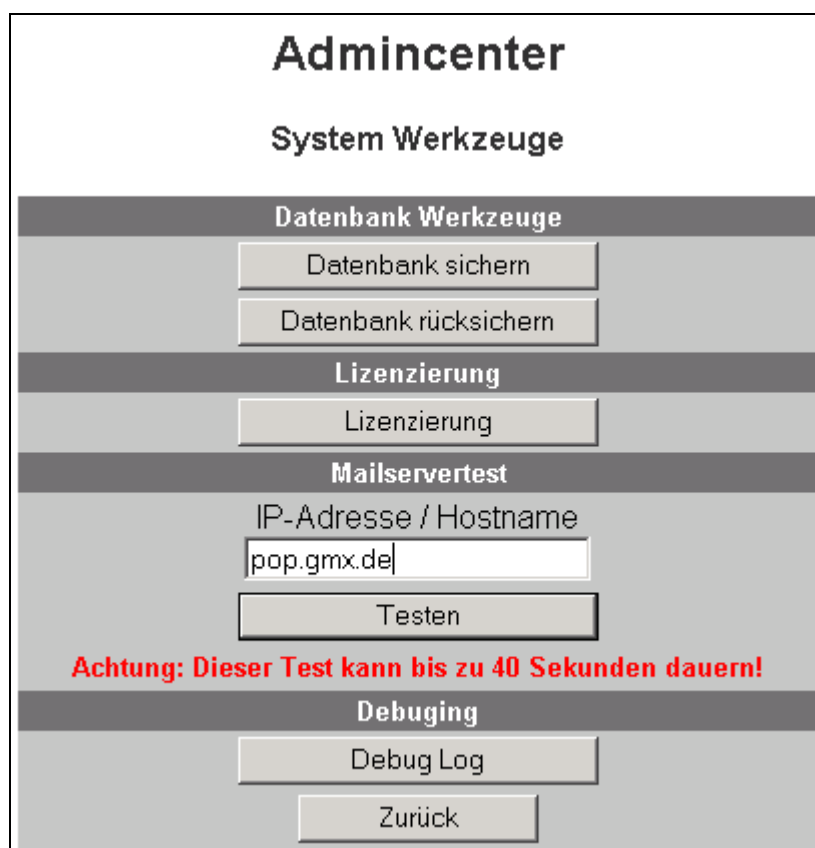 Admincenter
System Werkzeuge
Datenbank Werkzeuge
Datenbank sichern
Datenbank rücksichern
Lizenzierung
Lizenzierung
Mailservertest
IP-Adresse / Hostname
pop.gmx.de
Testen
Achtung: Dieser Test kann bis zu 40 Sekunden dauern!
Debuging
Debug Log
Zurück